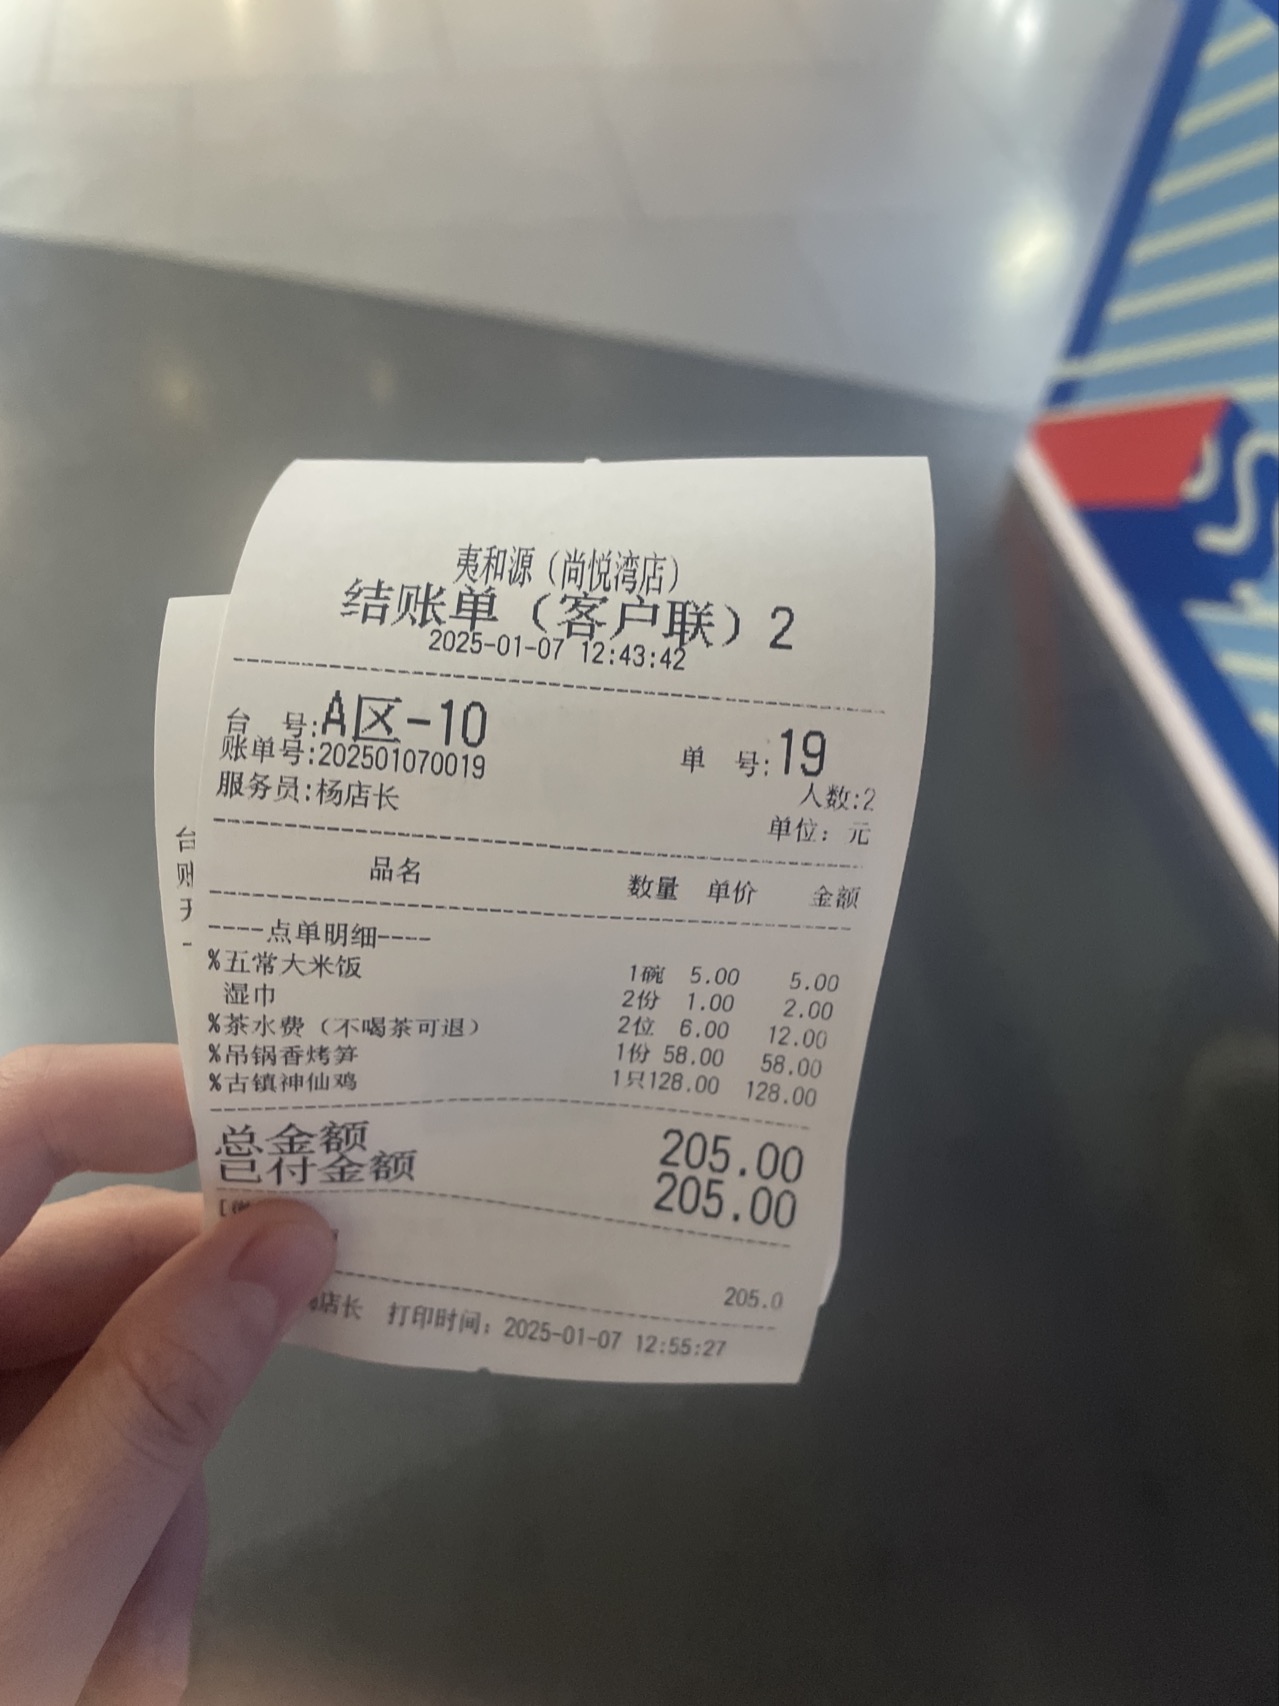 夷和源（尚悦湾店）
结账单（客户联）2
2025-01-07 12:43:42
台 号:A区-10
单 号:19
账单号:202501070019
人数:2
服务员:杨店长
单位: 元
品名 数量 单价 金额
----点单明细----
%五常大米饭 1碗 5.00 5.00
湿巾 2份 1.00 2.00
%茶水费（不喝茶可退） 2位 6.00 12.00
%吊锅香烤笋 1份 58.00 58.00
%古镇神仙鸡 1只128.00 128.00
总金额 205.00
已付金额 205.00
205.0
店长 打印时间: 2025-01-07 12:55:27
台
账